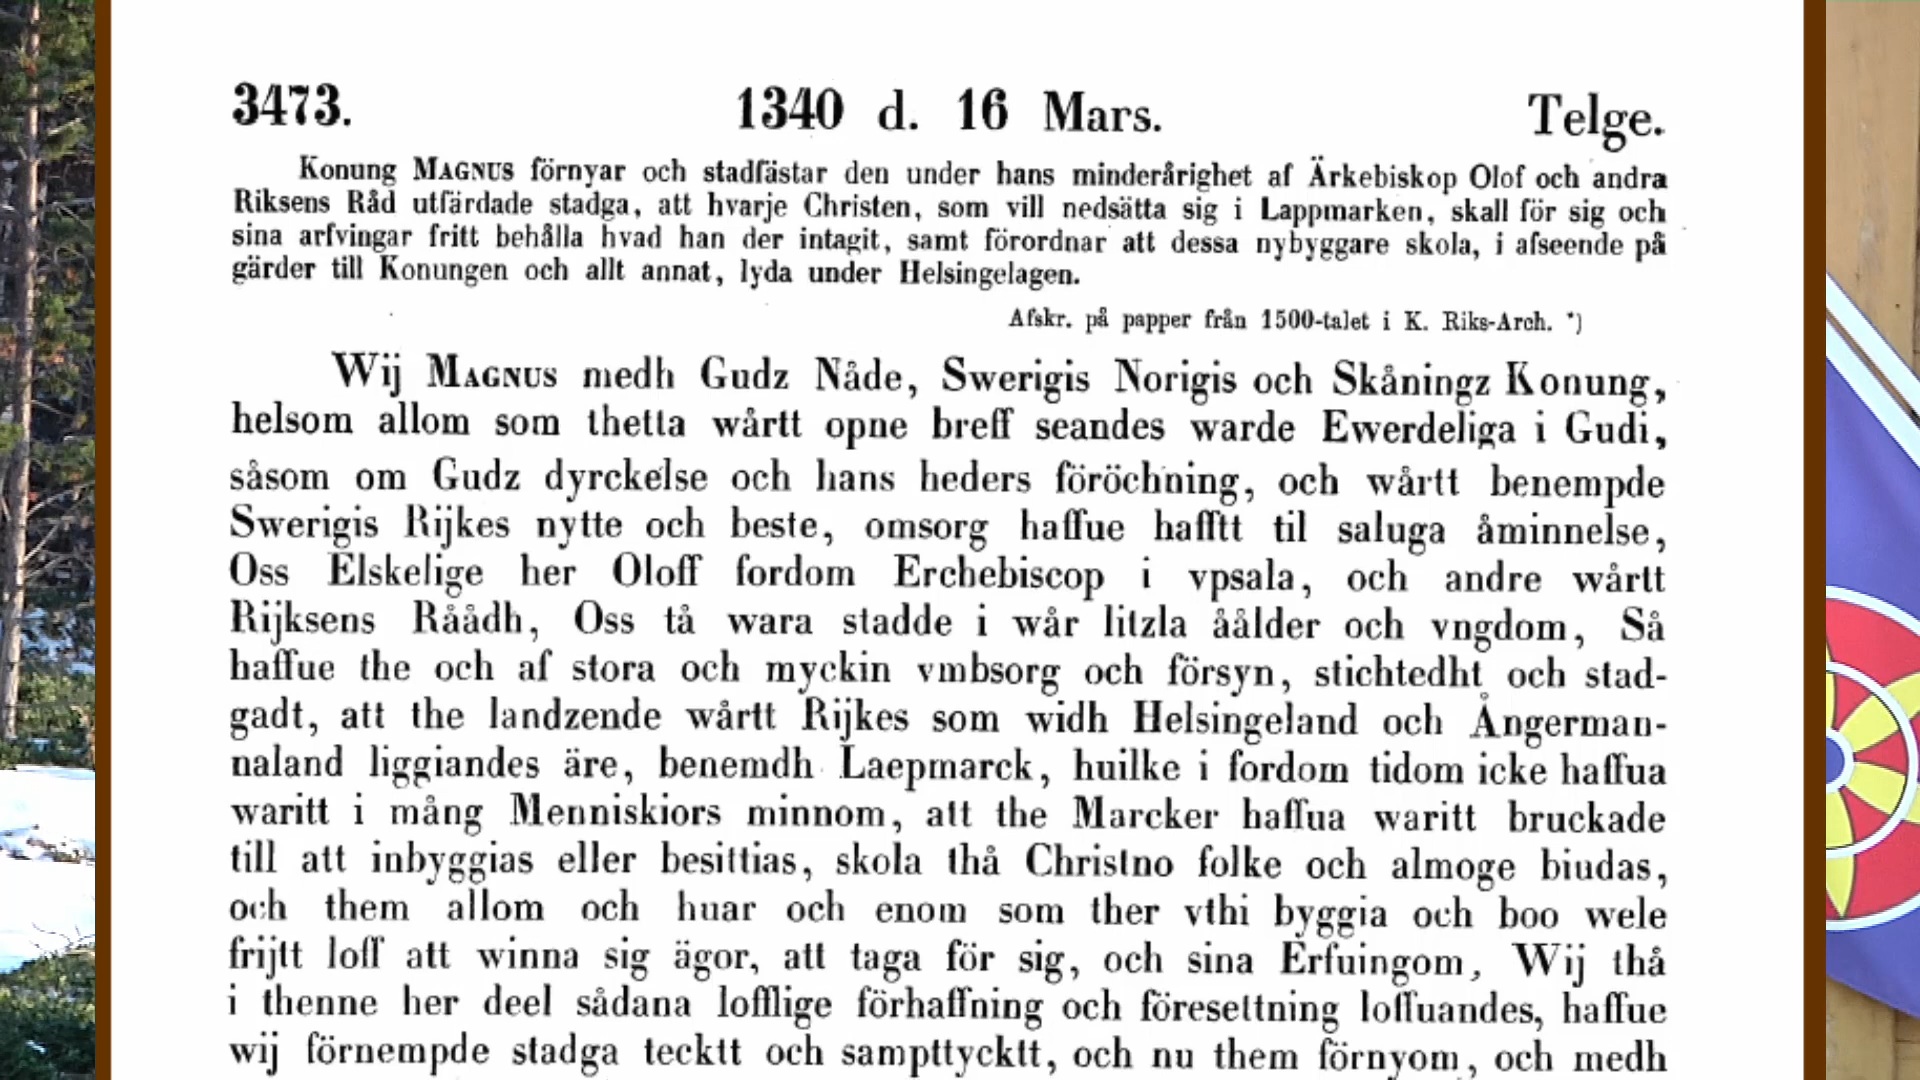 3473. 1340 d. 16 Mars. Telge.
Konung MAGNUS förnyar och stadfästar den under hans minderårighet af Ärkebiskop Olof och andra
Riksens Råd utfärdade stadga, att hvarje Christen, som vill nedsätta sig i Lappmarken, skall för sig och
sina arfvingar fritt behålla hvad han der intagit, samt förordnar att dessa nybyggare skola, i afseende på
gärder till Konungen och allt annat, lyda under Helsingelagen.
Afskr. på papper från 1500-talet i K. Riks-Arch. *)
Wij MAGNUS medh Gudz Nåde, Swerigis Norigis och Skåningz Konung,
helsom allom som thetta wårtt opne breff seandes warde Ewerdeliga i Gudi,
såsom om Gudz dyrckelse och hans heders föröchning, och wårtt benempde
Swerigis Rijkes nytte och beste, omsorg haffue hafftt til saluga åminnelse,
Oss Elskelige her Oloff fordom Erchebiscop i vpsala, och andre wårtt
Rijksens Råådh, Oss tå wara stadde i wår litzla åålder och vngdom, Så
haffue the och af stora och myckin vmbsorg och försyn, stichtedht och stad-
gadt, att the landzende wårtt Rijkes som widh Helsingeland och Ångerman-
naland liggiandes äre, benemdh Laepmarck, huilke i fordom tidom icke haffua
waritt i mång Menniskiors minnom, att the Marcker haffua waritt bruckade
till att inbyggias eller besittias, skola thå Christno folke och almoge biudas,
och them allom och huar och enom som ther vthi byggia och boo wele
frijtt loff att winna sig ägor, att taga för sig, och sina Erfuingom, Wij thå
i thenne her deel sådana lofflige förhaffning och föresettning loffuandes, haffue
wij förnempde stadga tecktt och sampttycktt, och nu them förnyom, och medh